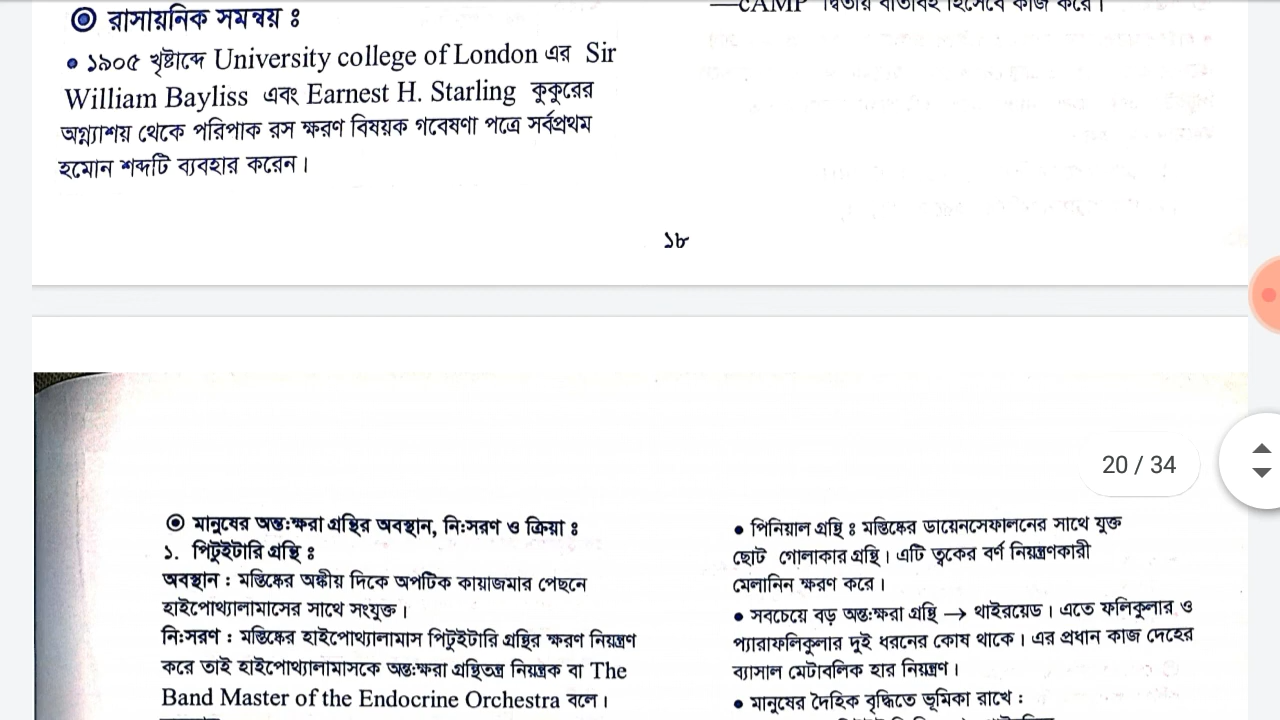 ◉ রাসায়নিক সমন্বয় ঃ
• ১৯০৫ খৃষ্টাব্দে University college of London এর Sir
William Bayliss এবং Earnest H. Starling কুকুরের
অগ্ন্যাশয় থেকে পরিপাক রস ক্ষরণ বিষয়ক গবেষণা পত্রে সর্বপ্রথম
হমোন শব্দটি ব্যবহার করেন।
—cAMP দ্বিতীয় বার্তাবহ হিসেবে কাজ করে।
১৮
20 / 34
◉ মানুষের অন্তঃক্ষরা গ্রন্থির অবস্থান, নিঃসরণ ও ক্রিয়া ঃ
১. পিটুইটারি গ্রন্থি ঃ
অবস্থান : মস্তিষ্কের অঙ্কীয় দিকে অপটিক কায়াজমার পেছনে
হাইপোথ্যালামাসের সাথে সংযুক্ত।
নিঃসরণ : মস্তিষ্কের হাইপোথ্যালামাস পিটুইটারি গ্রন্থির ক্ষরণ নিয়ন্ত্রণ
করে তাই হাইপোথ্যালামাসকে অন্তঃক্ষরা গ্রন্থিতন্ত্র নিয়ন্ত্রক বা The
Band Master of the Endocrine Orchestra বলে।
• পিনিয়াল গ্রন্থি ঃ মস্তিষ্কের ডায়েনসেফালনের সাথে যুক্ত
ছোট গোলাকার গ্রন্থি। এটি ত্বকের বর্ণ নিয়ন্ত্রণকারী
মেলানিন ক্ষরণ করে।
• সবচেয়ে বড় অন্তঃক্ষরা গ্রন্থি → থাইরয়েড। এতে ফলিকুলার ও
প্যারাফলিকুলার দুই ধরনের কোষ থাকে। এর প্রধান কাজ দেহের
ব্যাসাল মেটাবলিক হার নিয়ন্ত্রণ।
• মানুষের দৈহিক বৃদ্ধিতে ভূমিকা রাখে :